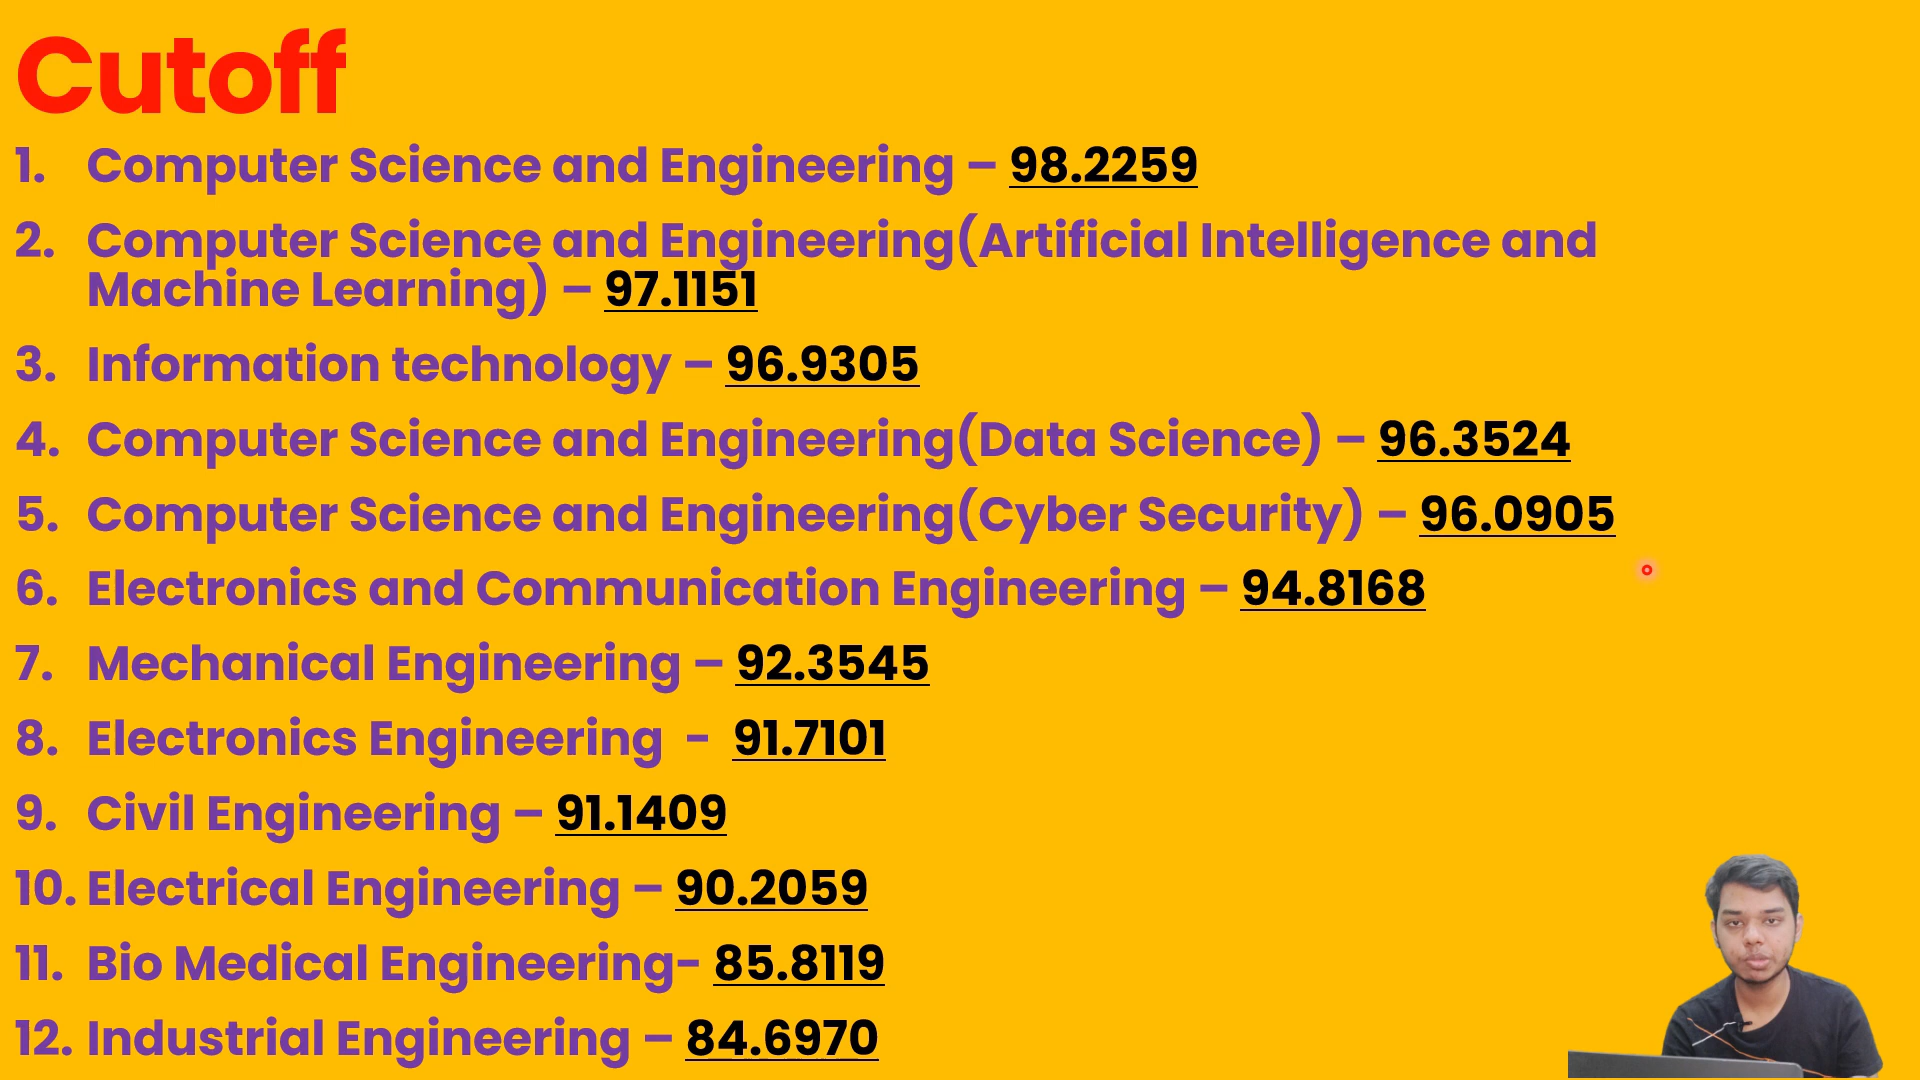 Cutoff
1. Computer Science and Engineering – 98.2259
2. Computer Science and Engineering(Artificial Intelligence and
Machine Learning) – 97.1151
3. Information technology – 96.9305
4. Computer Science and Engineering(Data Science) – 96.3524
5. Computer Science and Engineering(Cyber Security) – 96.0905
6. Electronics and Communication Engineering – 94.8168
7. Mechanical Engineering – 92.3545
8. Electronics Engineering - 91.7101
9. Civil Engineering – 91.1409
10. Electrical Engineering – 90.2059
11. Bio Medical Engineering- 85.8119
12. Industrial Engineering – 84.6970